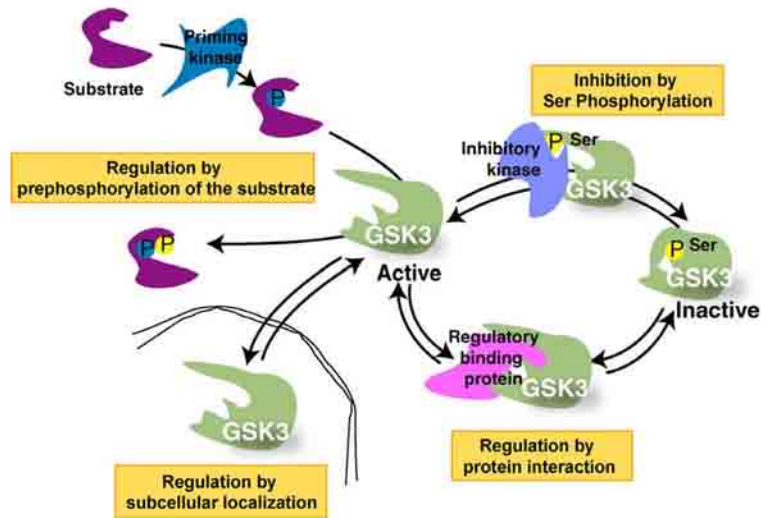 Priming
kinase
Substrate
P
Regulation by
prephosphorylation of the substrate
Inhibition by
Ser Phosphorylation
P Ser
Inhibitory
kinase
GSK3
GSK3
Active
P Ser
GSK3
Inactive
P P
Regulatory
binding
protein
GSK3
GSK3
Regulation by
protein interaction
Regulation by
subcellular localization